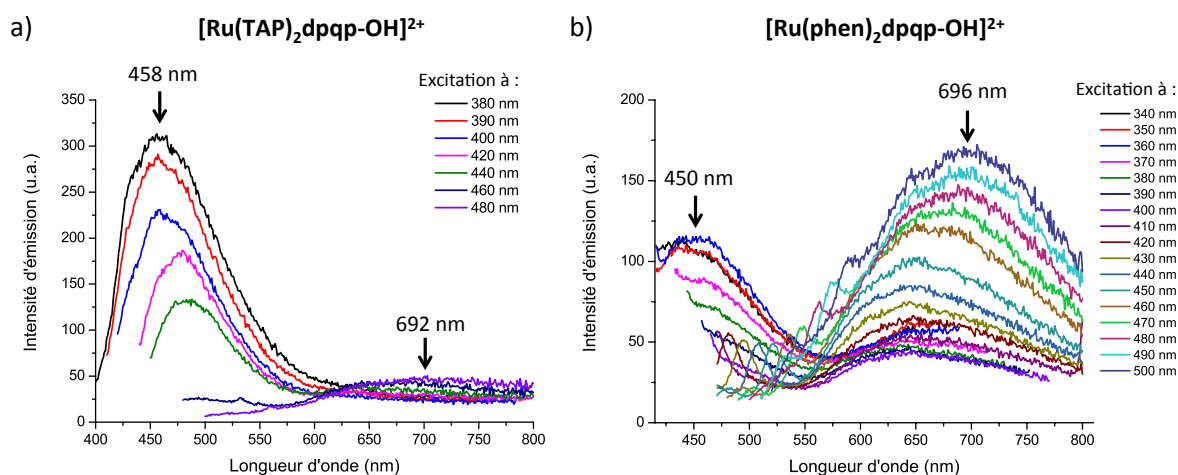 a)
[Ru(TAP)₂dpqp-OH]²⁺
458 nm
692 nm
Excitation à :
380 nm
390 nm
400 nm
420 nm
440 nm
460 nm
480 nm
350
300
250
200
150
100
50
0
400 450 500 550 600 650 700 750 800
Intensité d'émission (u.a.)
Longueur d'onde (nm)
b)
[Ru(phen)₂dpqp-OH]²⁺
450 nm
696 nm
Excitation à :
340 nm
350 nm
360 nm
370 nm
380 nm
390 nm
400 nm
410 nm
420 nm
430 nm
440 nm
450 nm
460 nm
470 nm
480 nm
490 nm
500 nm
200
150
100
50
0
450 500 550 600 650 700 750 800
Intensité d'émission (u.a.)
Longueur d'onde (nm)